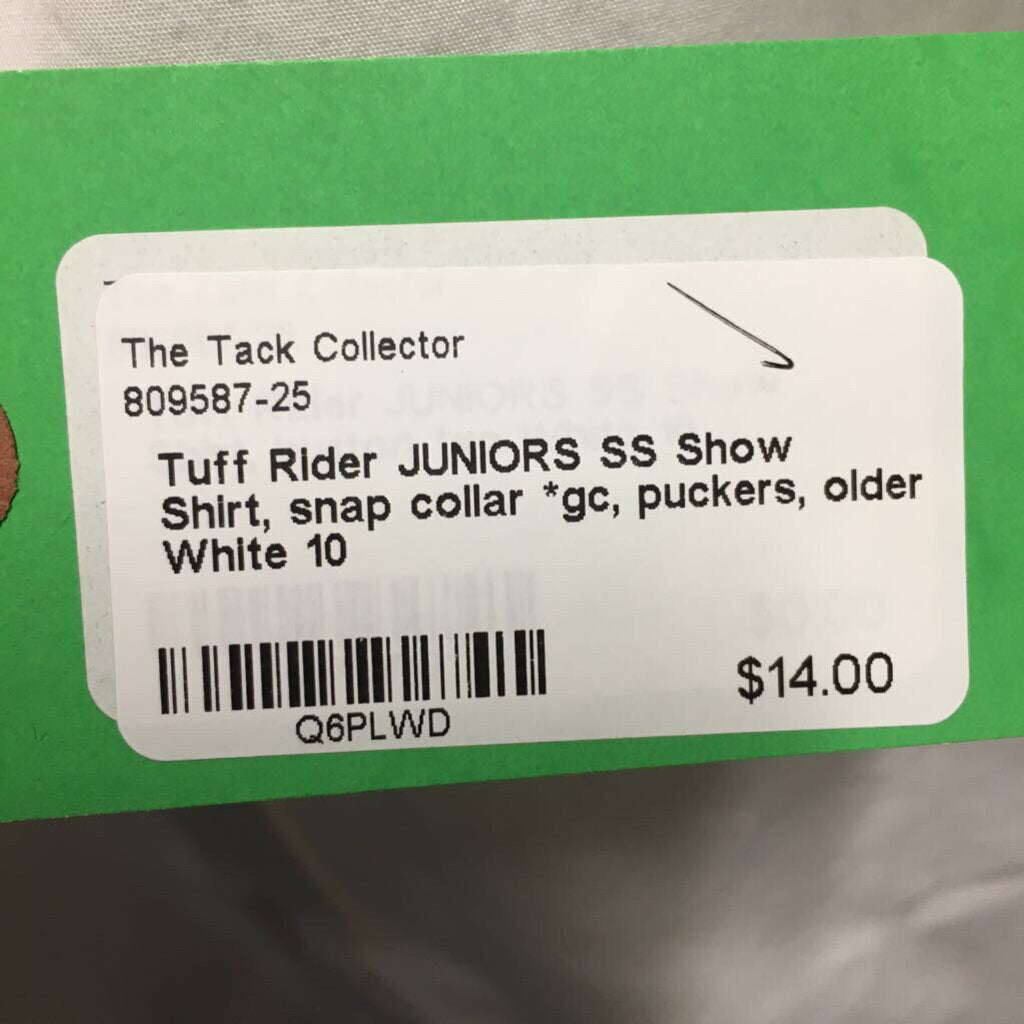 The Tack Collector
809587-25
Tuff Rider JUNIORS SS Show
Shirt, snap collar *gc, puckers, older
White 10
Q6PLWD
$14.00